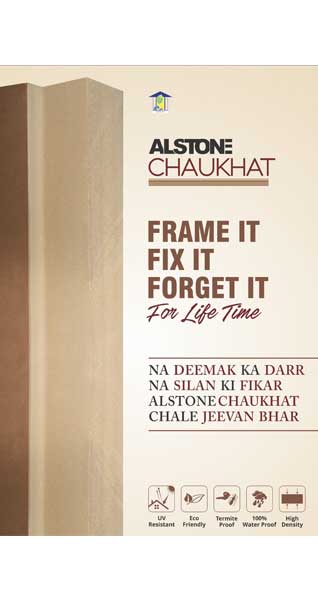 ALSTONE
CHAUKHAT
FRAME IT
FIX IT
FORGET IT
For Life Time
NA DEEMAK KA DARR
NA SILAN KI FIKAR
ALSTONE CHAUKHAT
CHALE JEEVAN BHAR
UV Resistant
Eco Friendly
Termite Proof
100% Water Proof
High Density